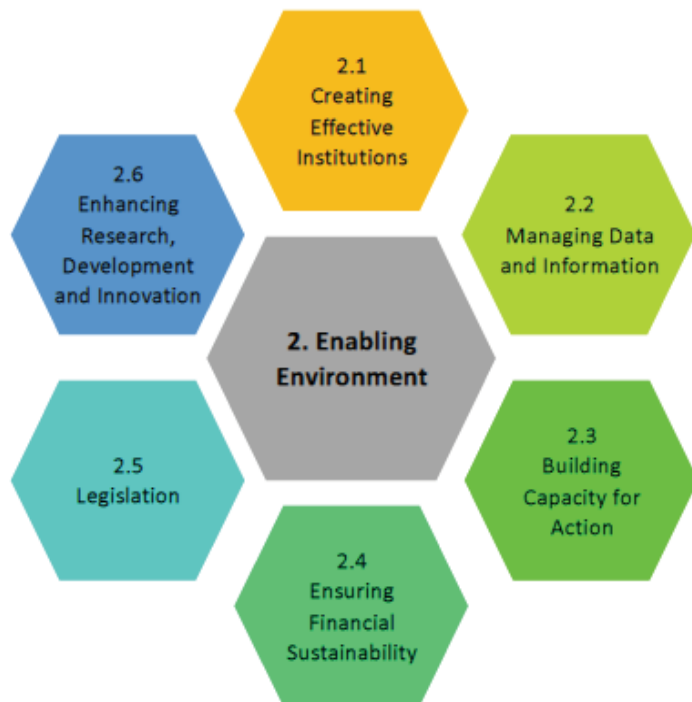 2.1
Creating
Effective
Institutions
2.2
Managing Data
and Information
2.3
Building
Capacity for
Action
2.4
Ensuring
Financial
Sustainability
2.5
Legislation
2.6
Enhancing
Research,
Development
and Innovation
2. Enabling
Environment